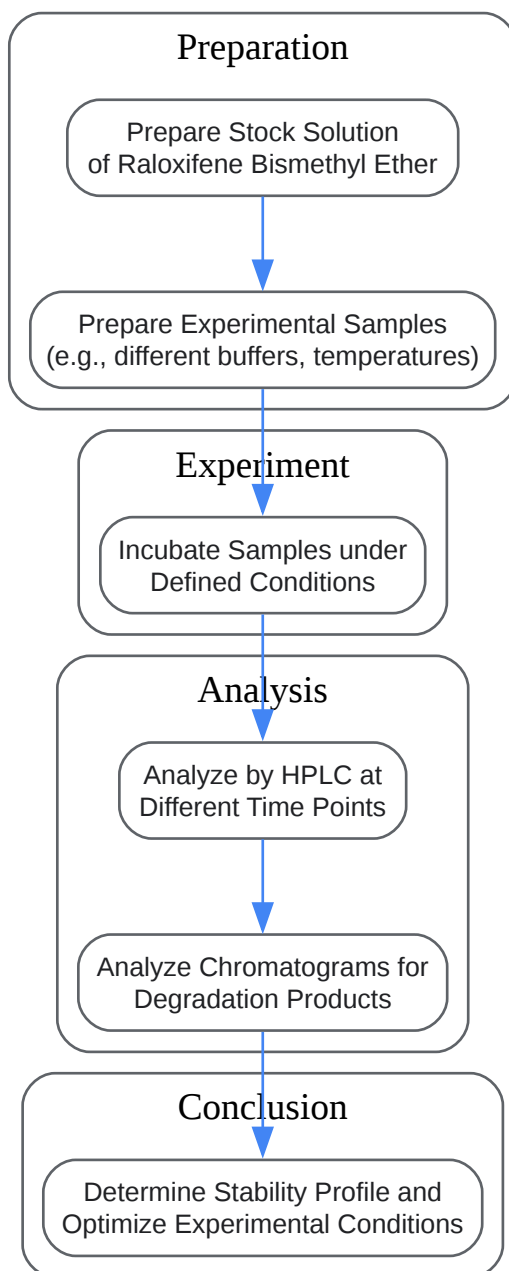 Preparation
Prepare Stock Solution
of Raloxifene Bismethyl Ether
Prepare Experimental Samples
(e.g., different buffers, temperatures)
Experiment
Incubate Samples under
Defined Conditions
Analysis
Analyze by HPLC at
Different Time Points
Analyze Chromatograms for
Degradation Products
Conclusion
Determine Stability Profile and
Optimize Experimental Conditions